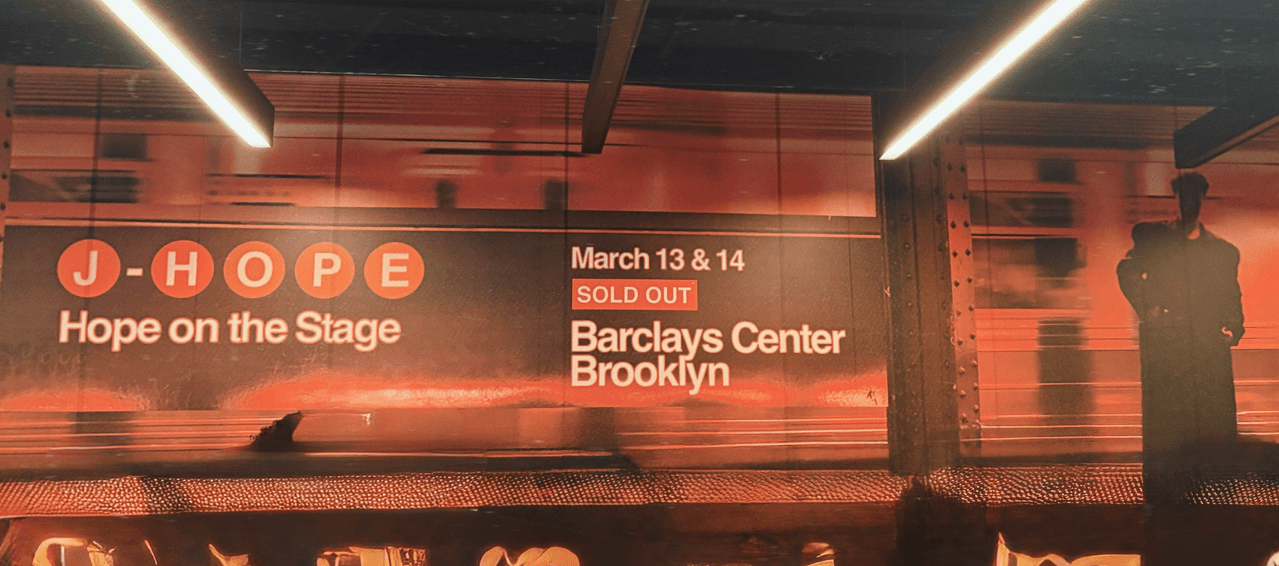 J-HOPE
Hope on the Stage
March 13 & 14
SOLD OUT
Barclays Center
Brooklyn